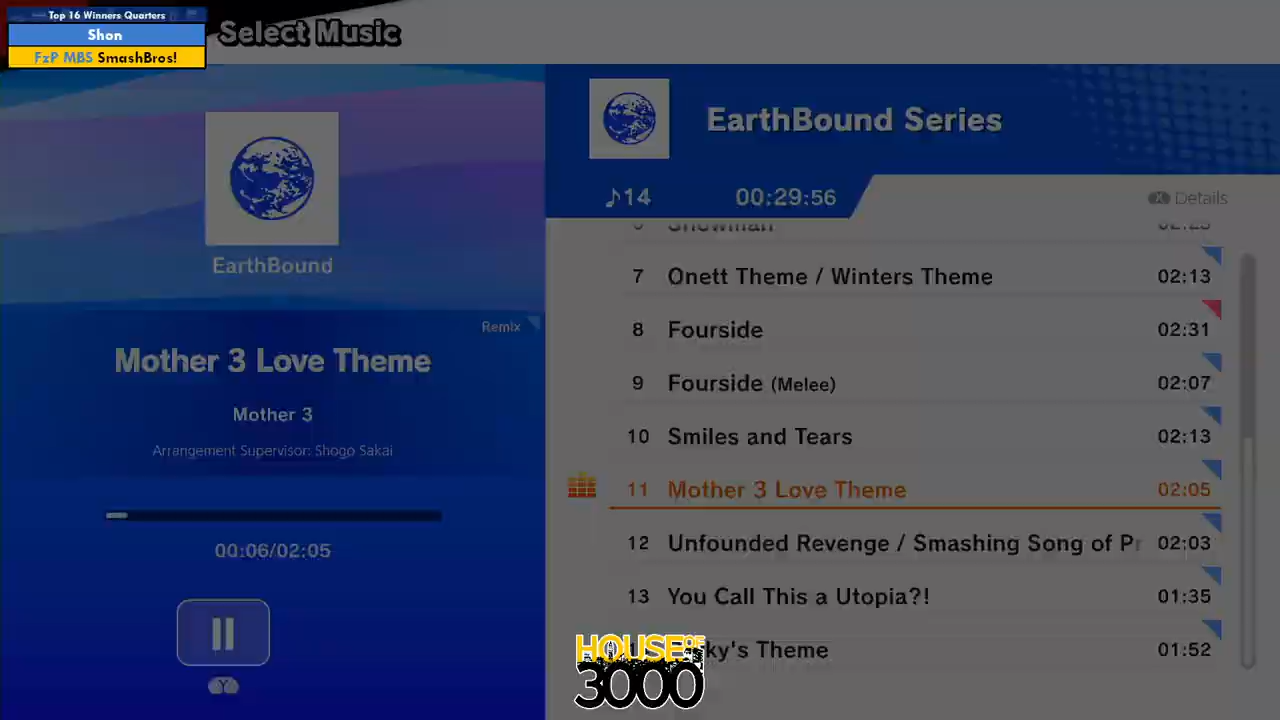 Top 16 Winners Quarters
Shon
FzP MBS SmashBros!
Select Music
EarthBound
Remix
Mother 3 Love Theme
Mother 3
Arrangement Supervisor: Shogo Sakai
00:06/02:05
Y
EarthBound Series
♪14 00:29:56
X Details
Snowman
7 Onett Theme / Winters Theme 02:13
8 Fourside 02:31
9 Fourside (Melee) 02:07
10 Smiles and Tears 02:13
11 Mother 3 Love Theme 02:05
12 Unfounded Revenge / Smashing Song of Pr 02:03
13 You Call This a Utopia?! 01:35
ky's Theme 01:52
HOUSE OF
3000